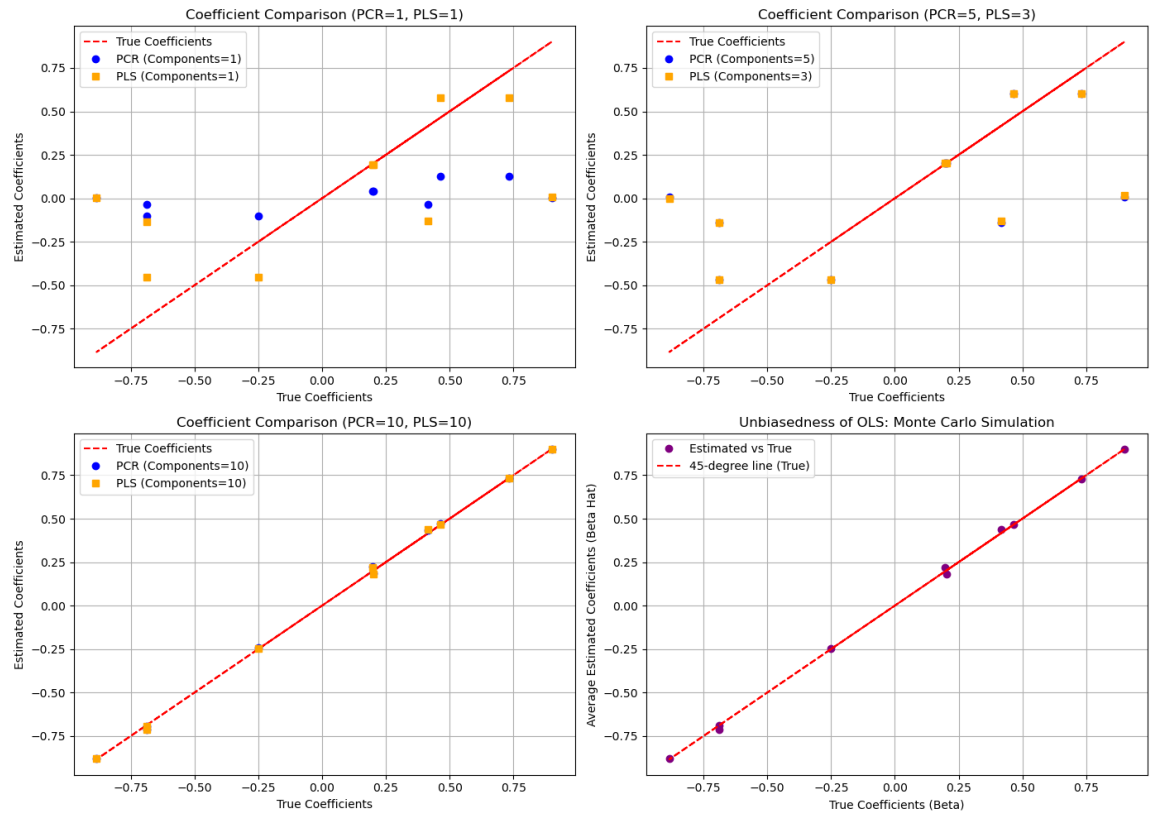 Coefficient Comparison (PCR=1, PLS=1)
True Coefficients
PCR (Components=1)
PLS (Components=1)
Estimated Coefficients
0.75
0.50
0.25
0.00
−0.25
−0.50
−0.75
−0.75 −0.50 −0.25 0.00 0.25 0.50 0.75
True Coefficients
Coefficient Comparison (PCR=5, PLS=3)
True Coefficients
PCR (Components=5)
PLS (Components=3)
Estimated Coefficients
0.75
0.50
0.25
0.00
−0.25
−0.50
−0.75
−0.75 −0.50 −0.25 0.00 0.25 0.50 0.75
True Coefficients
Coefficient Comparison (PCR=10, PLS=10)
True Coefficients
PCR (Components=10)
PLS (Components=10)
Estimated Coefficients
0.75
0.50
0.25
0.00
−0.25
−0.50
−0.75
−0.75 −0.50 −0.25 0.00 0.25 0.50 0.75
True Coefficients
Unbiasedness of OLS: Monte Carlo Simulation
Estimated vs True
45-degree line (True)
Average Estimated Coefficients (Beta Hat)
0.75
0.50
0.25
0.00
−0.25
−0.50
−0.75
−0.75 −0.50 −0.25 0.00 0.25 0.50 0.75
True Coefficients (Beta)